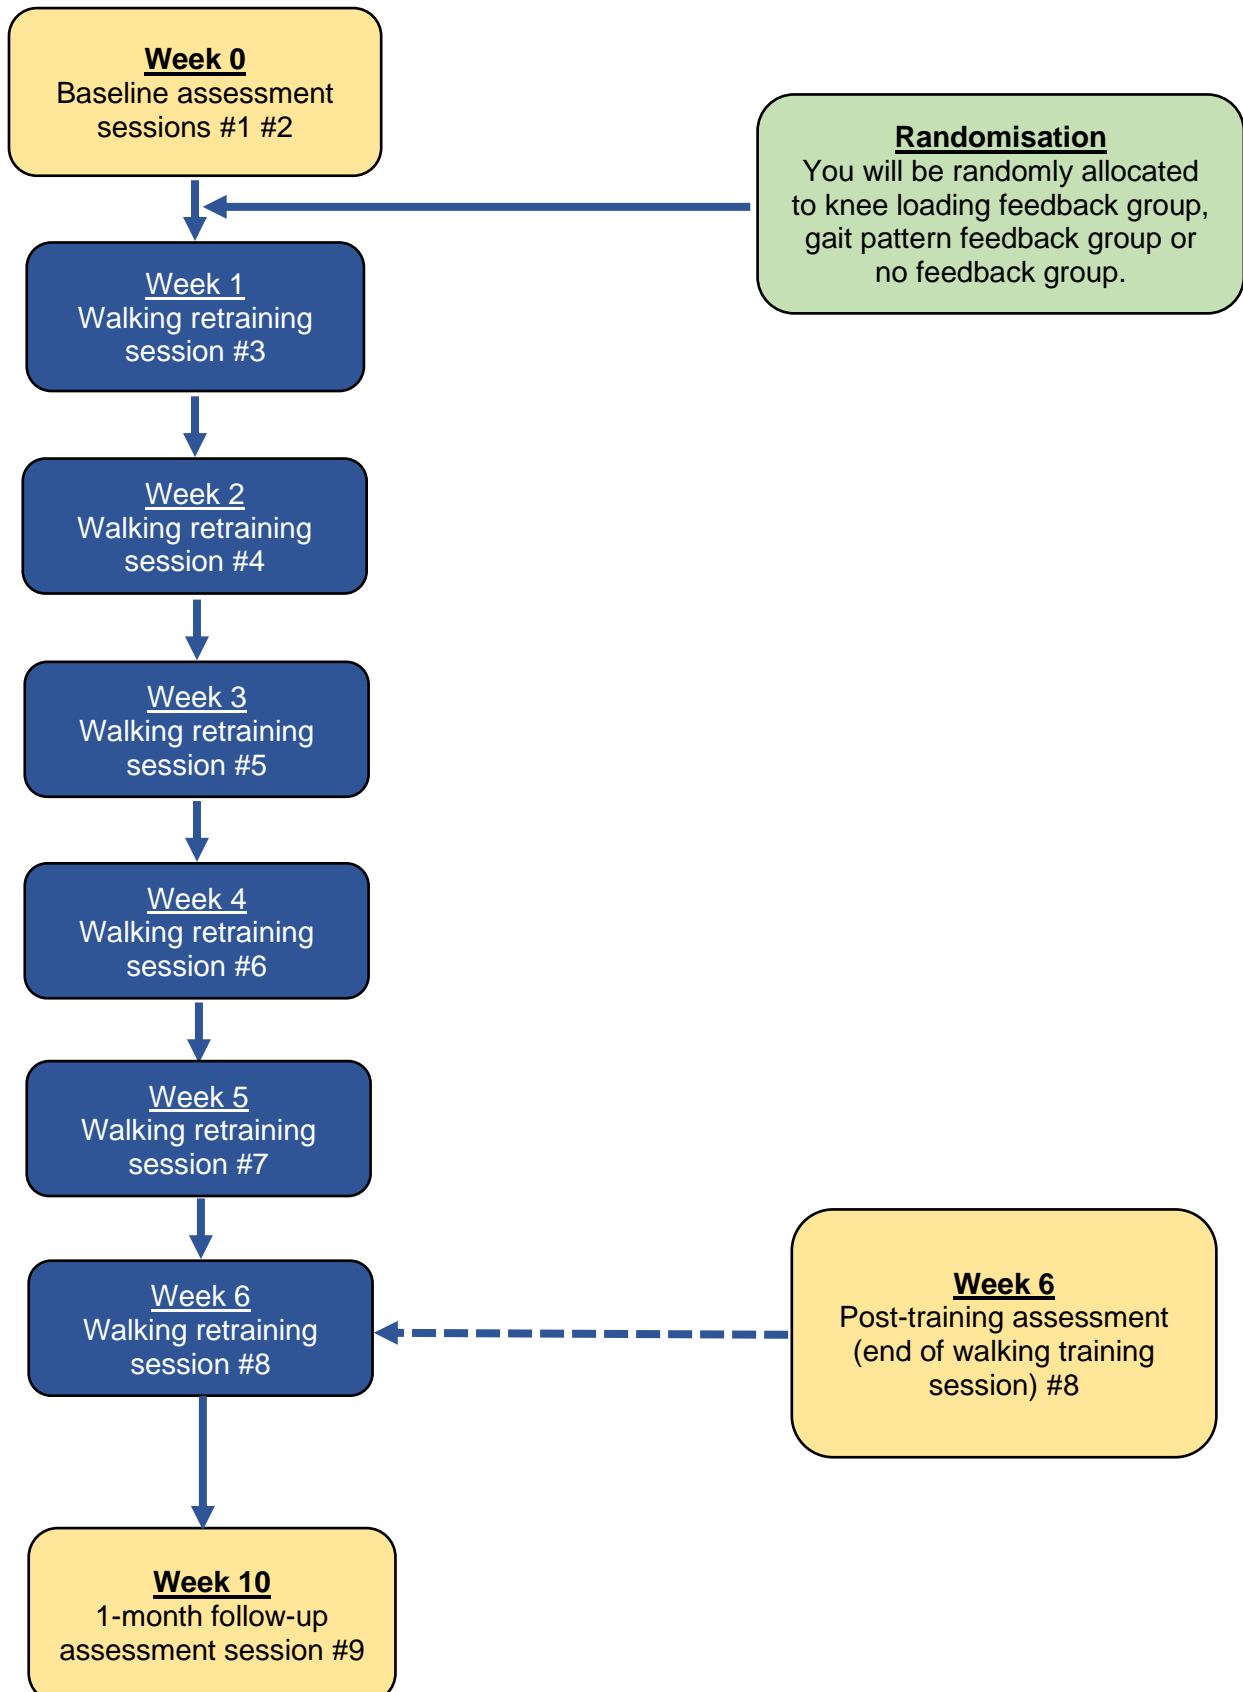 Week 0
Baseline assessment
sessions #1 #2
Randomisation
You will be randomly allocated
to knee loading feedback group,
gait pattern feedback group or
no feedback group.
Week 1
Walking retraining
session #3
Week 2
Walking retraining
session #4
Week 3
Walking retraining
session #5
Week 4
Walking retraining
session #6
Week 5
Walking retraining
session #7
Week 6
Walking retraining
session #8
Week 6
Post-training assessment
(end of walking training
session) #8
Week 10
1-month follow-up
assessment session #9